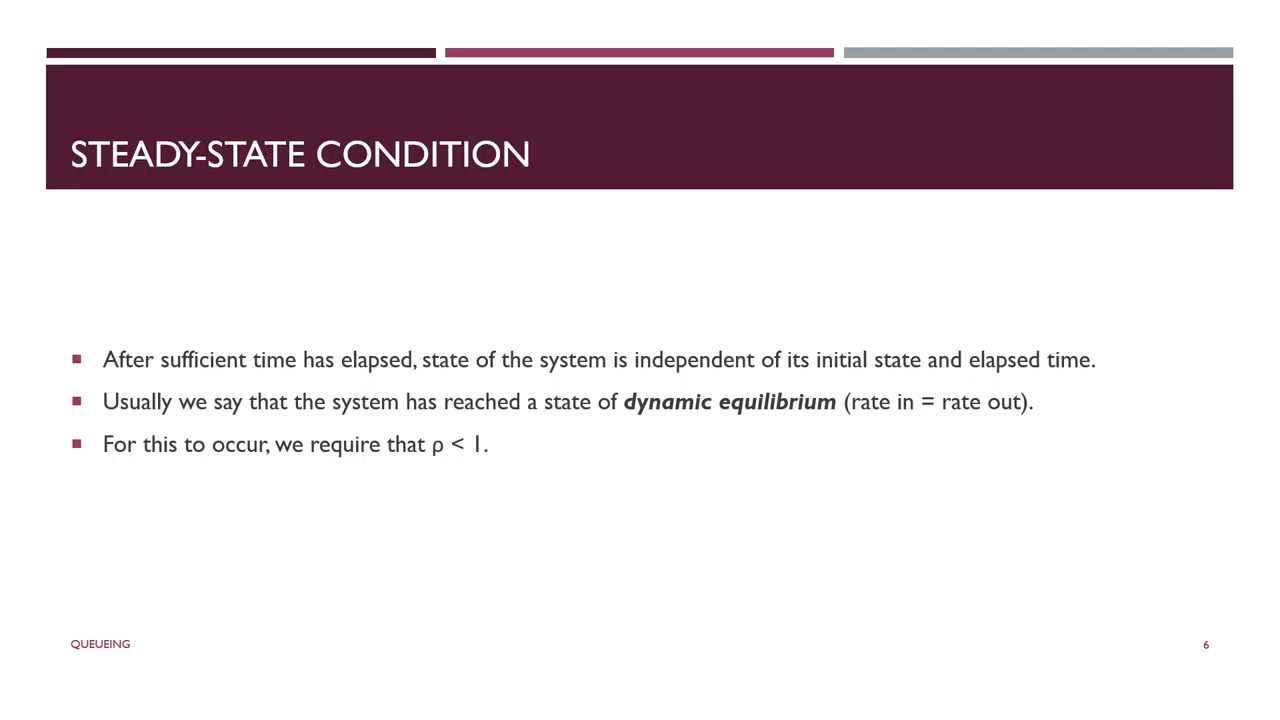 STEADY-STATE CONDITION
▪ After sufficient time has elapsed, state of the system is independent of its initial state and elapsed time.
▪ Usually we say that the system has reached a state of dynamic equilibrium (rate in = rate out).
▪ For this to occur, we require that ρ < 1.
QUEUEING
6